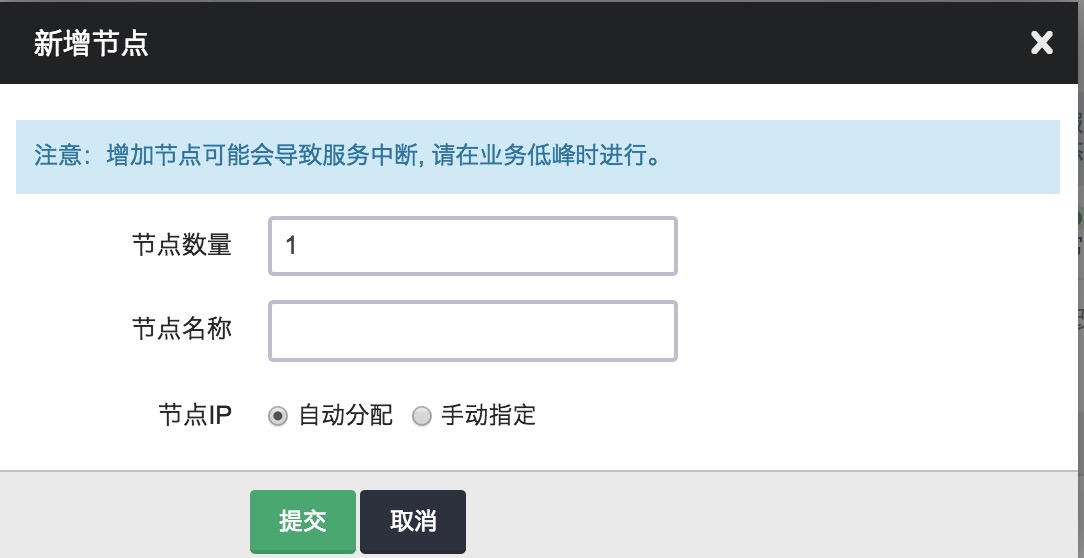 新增节点
注意：增加节点可能会导致服务中断, 请在业务低峰时进行。
节点数量 1
节点名称
节点IP 自动分配 手动指定
提交 取消